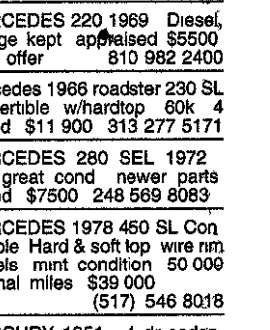 CEDES 220 1969 Diesel,
ge kept appraised $5500
offer 810 982 2400
edes 1966 roadster 230 SL
ertible w/hardtop 60k 4
d $11 900 313 277 5171
CEDES 280 SEL 1972
great cond newer parts
d $7500 248 569 8083
CEDES 1978 450 SL Con
ble Hard & soft top wire rim
els mint condition 50 000
nal miles $39 000
(517) 546 8018